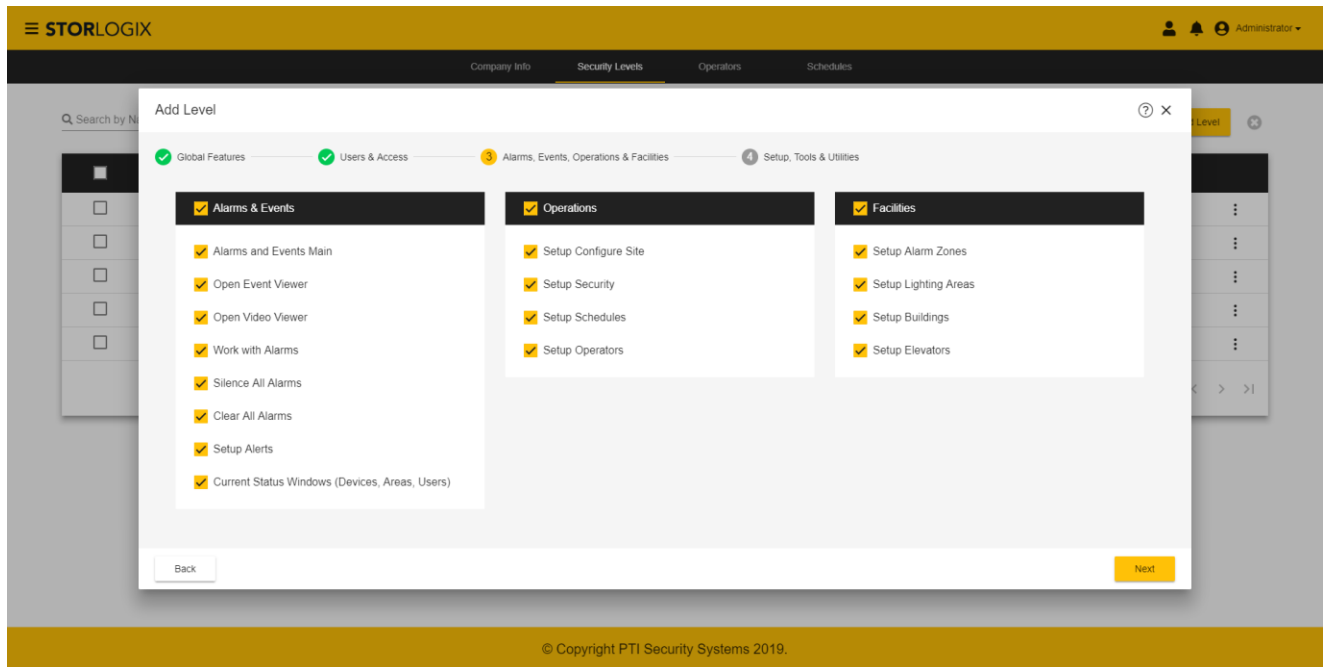 STORLOGIX
Administrator
Company Info Security Levels Operators Schedules
Search by
Level
Add Level
Global Features
Users & Access
3 Alarms, Events, Operations & Facilities
4 Setup, Tools & Utilities
Alarms & Events
Alarms and Events Main
Open Event Viewer
Open Video Viewer
Work with Alarms
Silence All Alarms
Clear All Alarms
Setup Alerts
Current Status Windows (Devices, Areas, Users)
Operations
Setup Configure Site
Setup Security
Setup Schedules
Setup Operators
Facilities
Setup Alarm Zones
Setup Lighting Areas
Setup Buildings
Setup Elevators
Back
Next
© Copyright PTI Security Systems 2019.